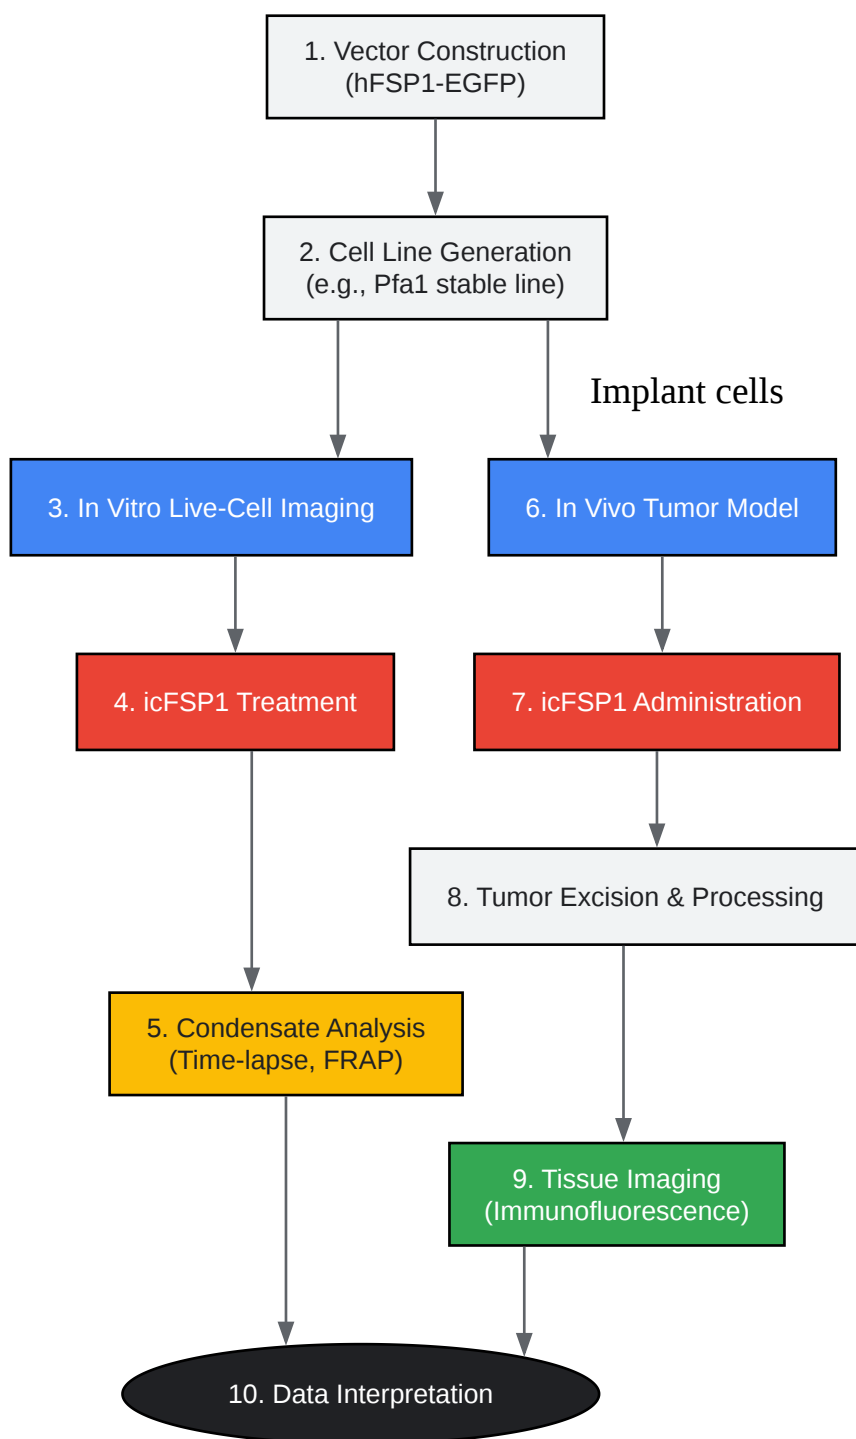 1. Vector Construction
(hFSP1-EGFP)
2. Cell Line Generation
(e.g., Pfa1 stable line)
Implant cells
3. In Vitro Live-Cell Imaging
6. In Vivo Tumor Model
4. icFSP1 Treatment
7. icFSP1 Administration
8. Tumor Excision & Processing
5. Condensate Analysis
(Time-lapse, FRAP)
9. Tissue Imaging
(Immunofluorescence)
10. Data Interpretation